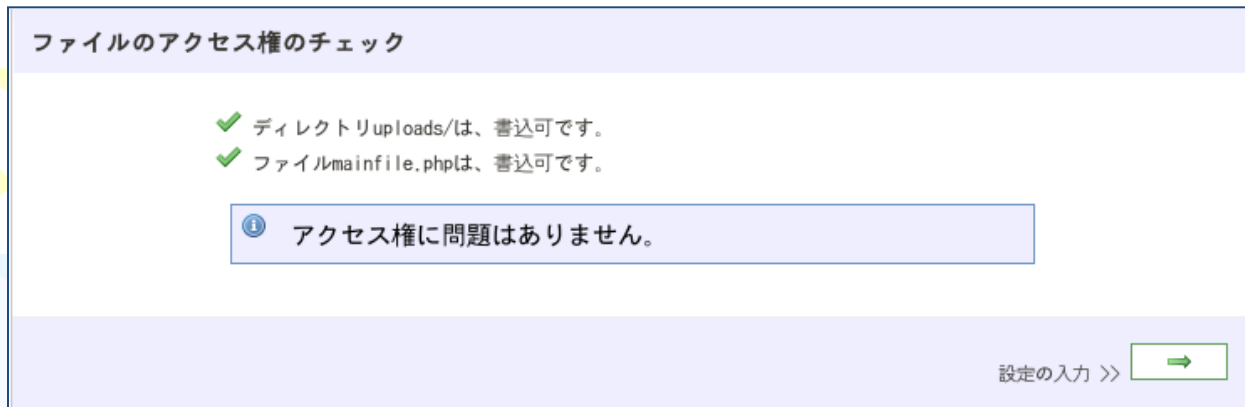 ファイルのアクセス権のチェック
ディレクトリuploads/は、書込可です。
ファイルmainfile.phpは、書込可です。
アクセス権に問題はありません。
設定の入力 >>